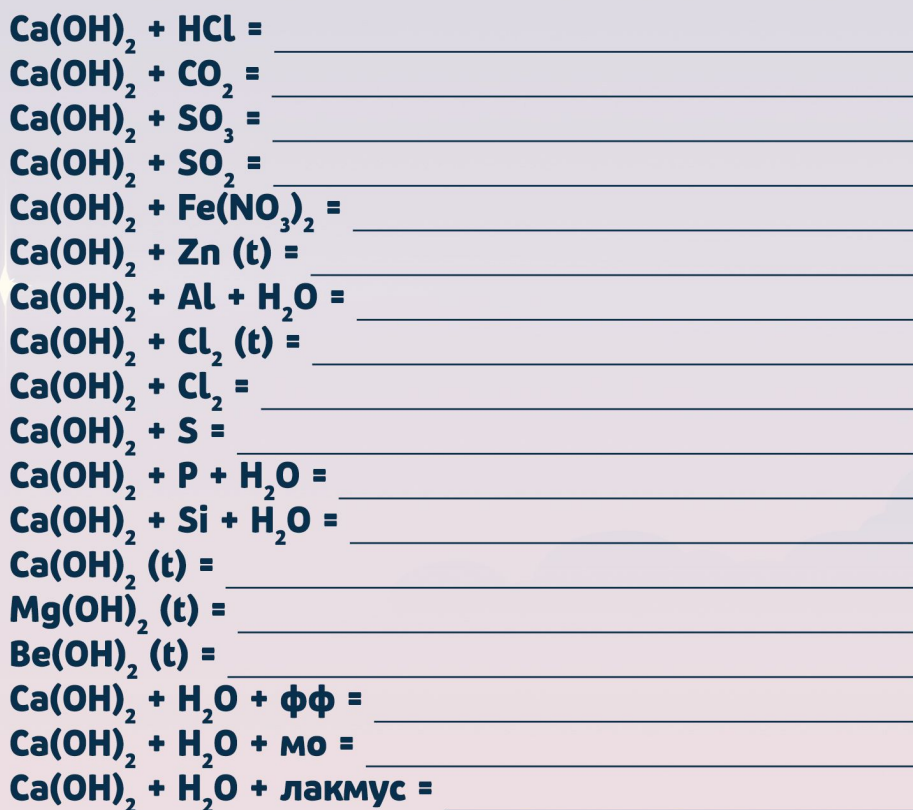 Ca(OH)₂ + HCl =
Ca(OH)₂ + CO₂ =
Ca(OH)₂ + SO₃ =
Ca(OH)₂ + SO₂ =
Ca(OH)₂ + Fe(NO₃)₂ =
Ca(OH)₂ + Zn (t) =
Ca(OH)₂ + Al + H₂O =
Ca(OH)₂ + Cl₂ (t) =
Ca(OH)₂ + Cl₂ =
Ca(OH)₂ + S =
Ca(OH)₂ + P + H₂O =
Ca(OH)₂ + Si + H₂O =
Ca(OH)₂ (t) =
Mg(OH)₂ (t) =
Be(OH)₂ (t) =
Ca(OH)₂ + H₂O + фф =
Ca(OH)₂ + H₂O + мо =
Ca(OH)₂ + H₂O + лакмус =